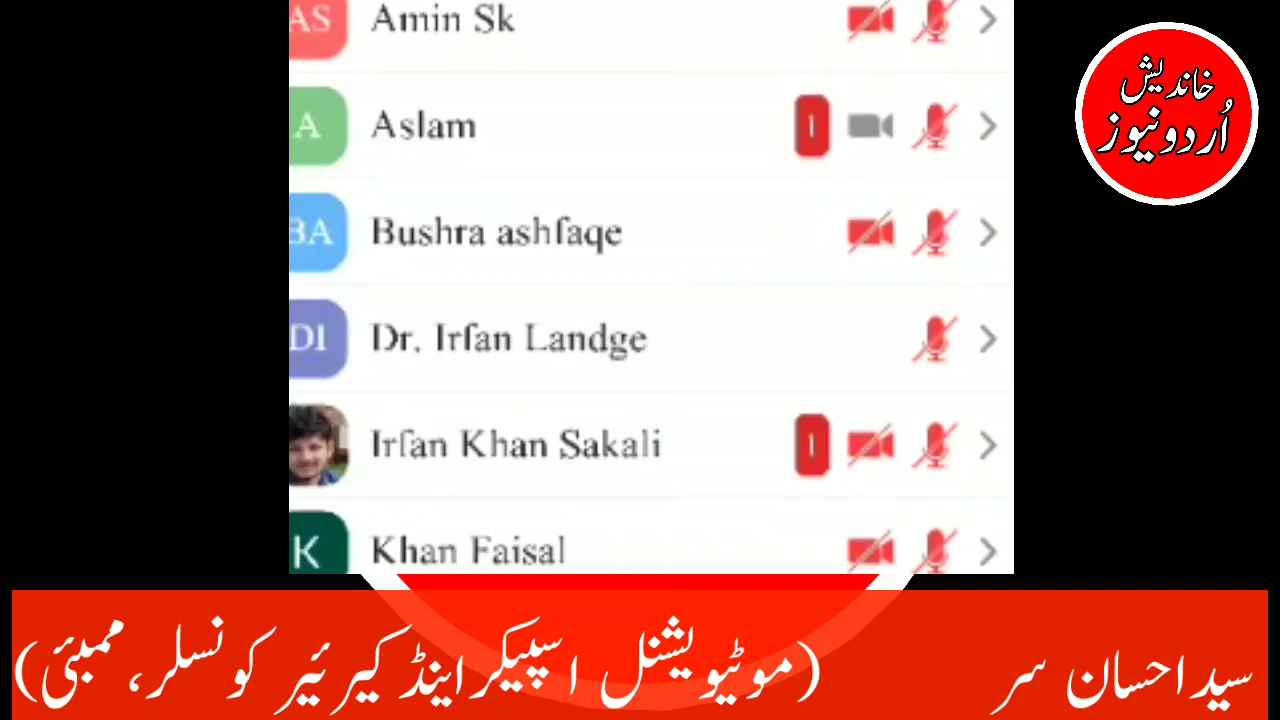 AS Amin Sk
خاندیش
اُردو نیوز
A Aslam 1
BA Bushra ashfaqe
DI Dr. Irfan Landge
Irfan Khan Sakali 1
K Khan Faisal
سید احسان سر (موٹیویشنل اسپیکر اینڈ کیرئیر کونسلر، ممبئی)